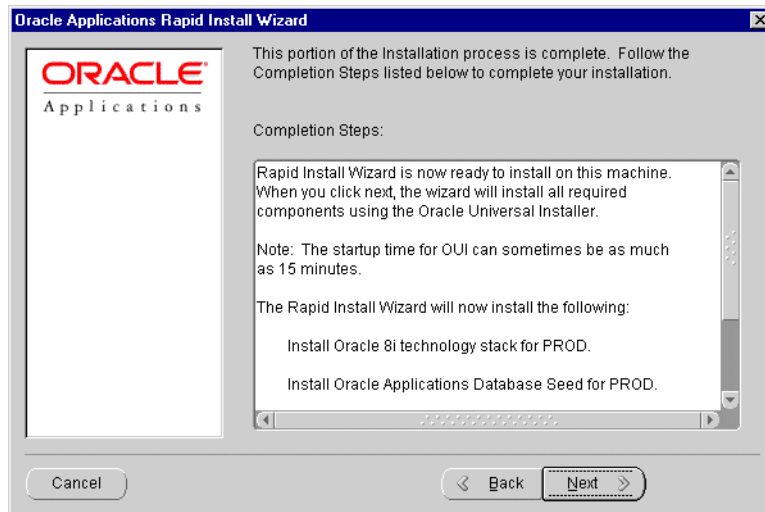 Oracle Applications Rapid Install Wizard
ORACLE
Applications
This portion of the Installation process is complete. Follow the
Completion Steps listed below to complete your installation.
Completion Steps:
Rapid Install Wizard is now ready to install on this machine.
When you click next, the wizard will install all required
components using the Oracle Universal Installer.
Note: The startup time for OUI can sometimes be as much
as 15 minutes.
The Rapid Install Wizard will now install the following:
Install Oracle 8i technology stack for PROD.
Install Oracle Applications Database Seed for PROD.
Cancel
Back
Next